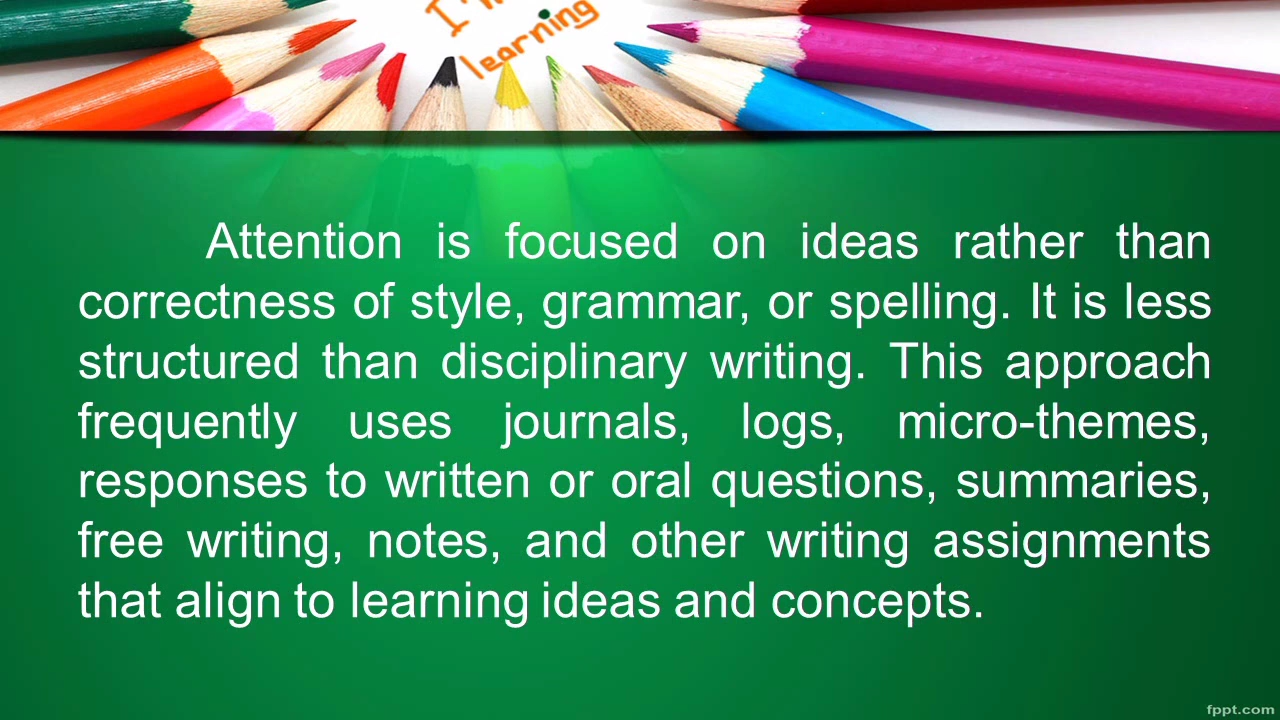 I'm
learning
Attention is focused on ideas rather than
correctness of style, grammar, or spelling. It is less
structured than disciplinary writing. This approach
frequently uses journals, logs, micro-themes,
responses to written or oral questions, summaries,
free writing, notes, and other writing assignments
that align to learning ideas and concepts.
fppt.com